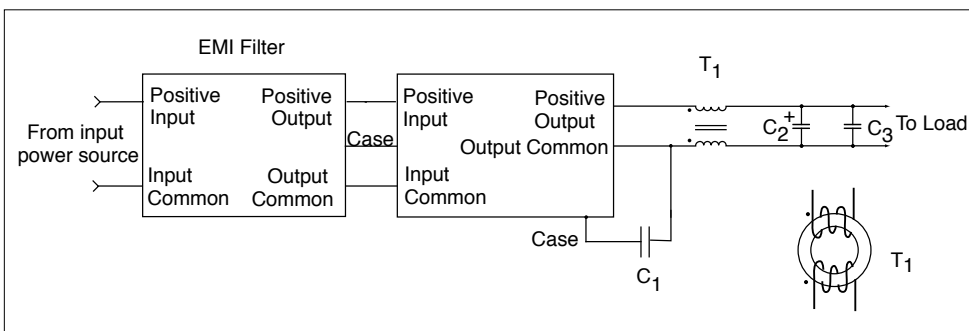 EMI Filter
Positive
Input
Positive
Output
Input
Common
Output
Common
From input
power source
Case
Positive
Input
Positive
Output
Output Common
Input
Common
Case
C1
T1
C2
+
C3
To Load
T1